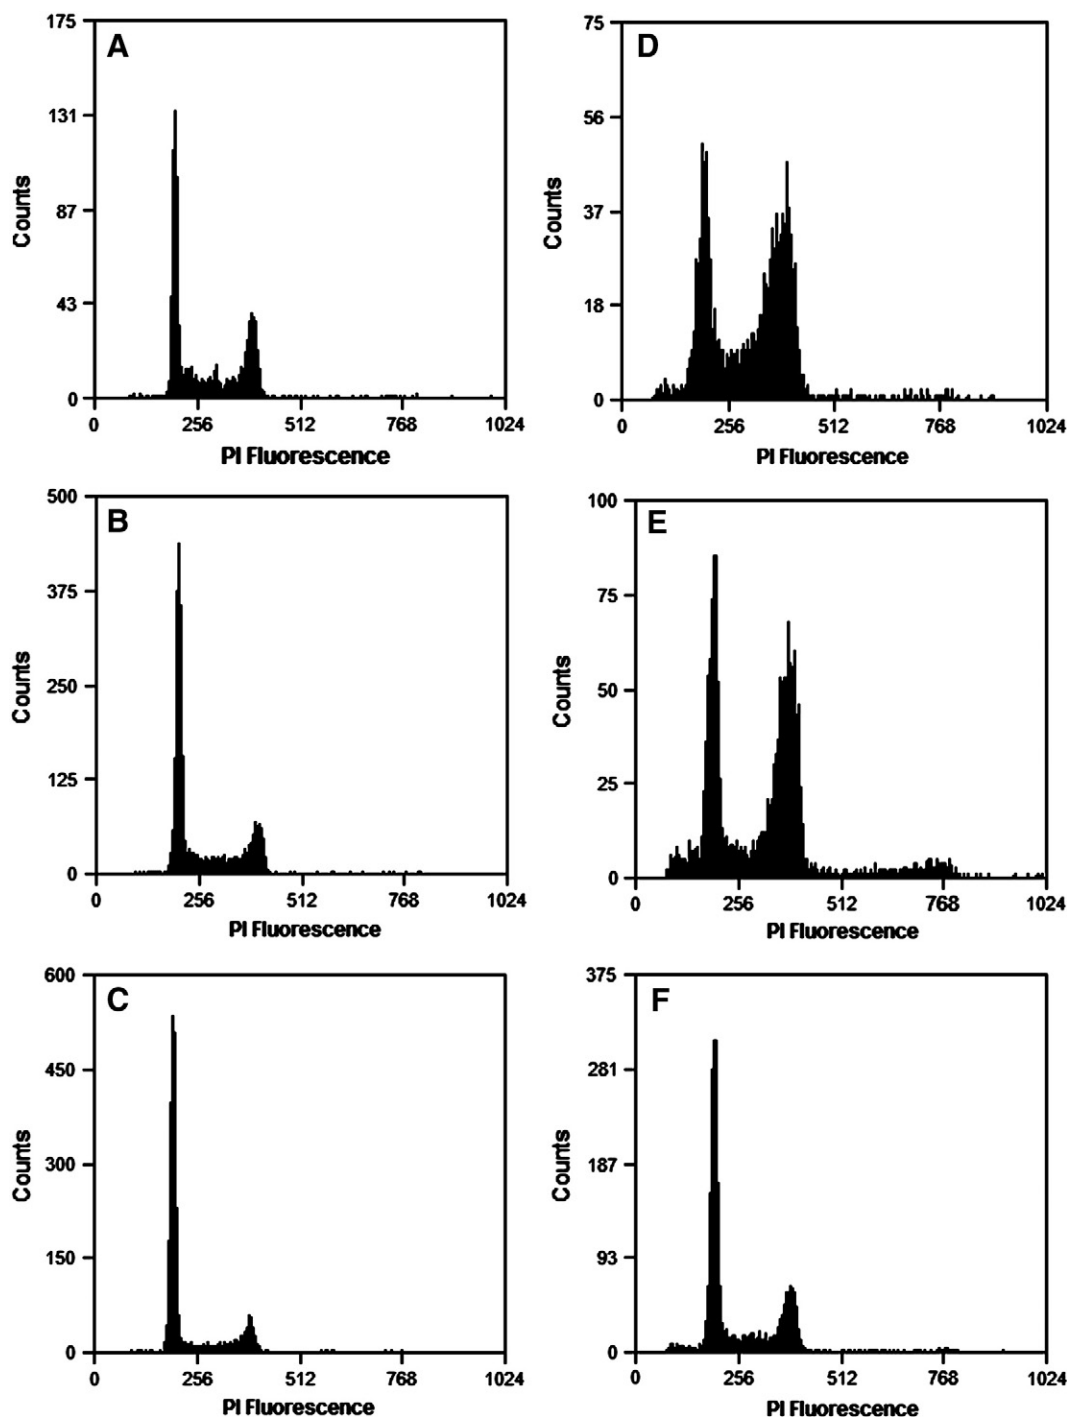 A
175
131
87
43
0
Counts
0 256 512 768 1024
PI Fluorescence
D
75
56
37
18
0
Counts
0 256 512 768 1024
PI Fluorescence
B
500
375
250
125
0
Counts
0 256 512 768 1024
PI Fluorescence
E
100
75
50
25
0
Counts
0 256 512 768 1024
PI Fluorescence
C
600
450
300
150
0
Counts
0 256 512 768 1024
PI Fluorescence
F
375
281
187
93
0
Counts
0 256 512 768 1024
PI Fluorescence